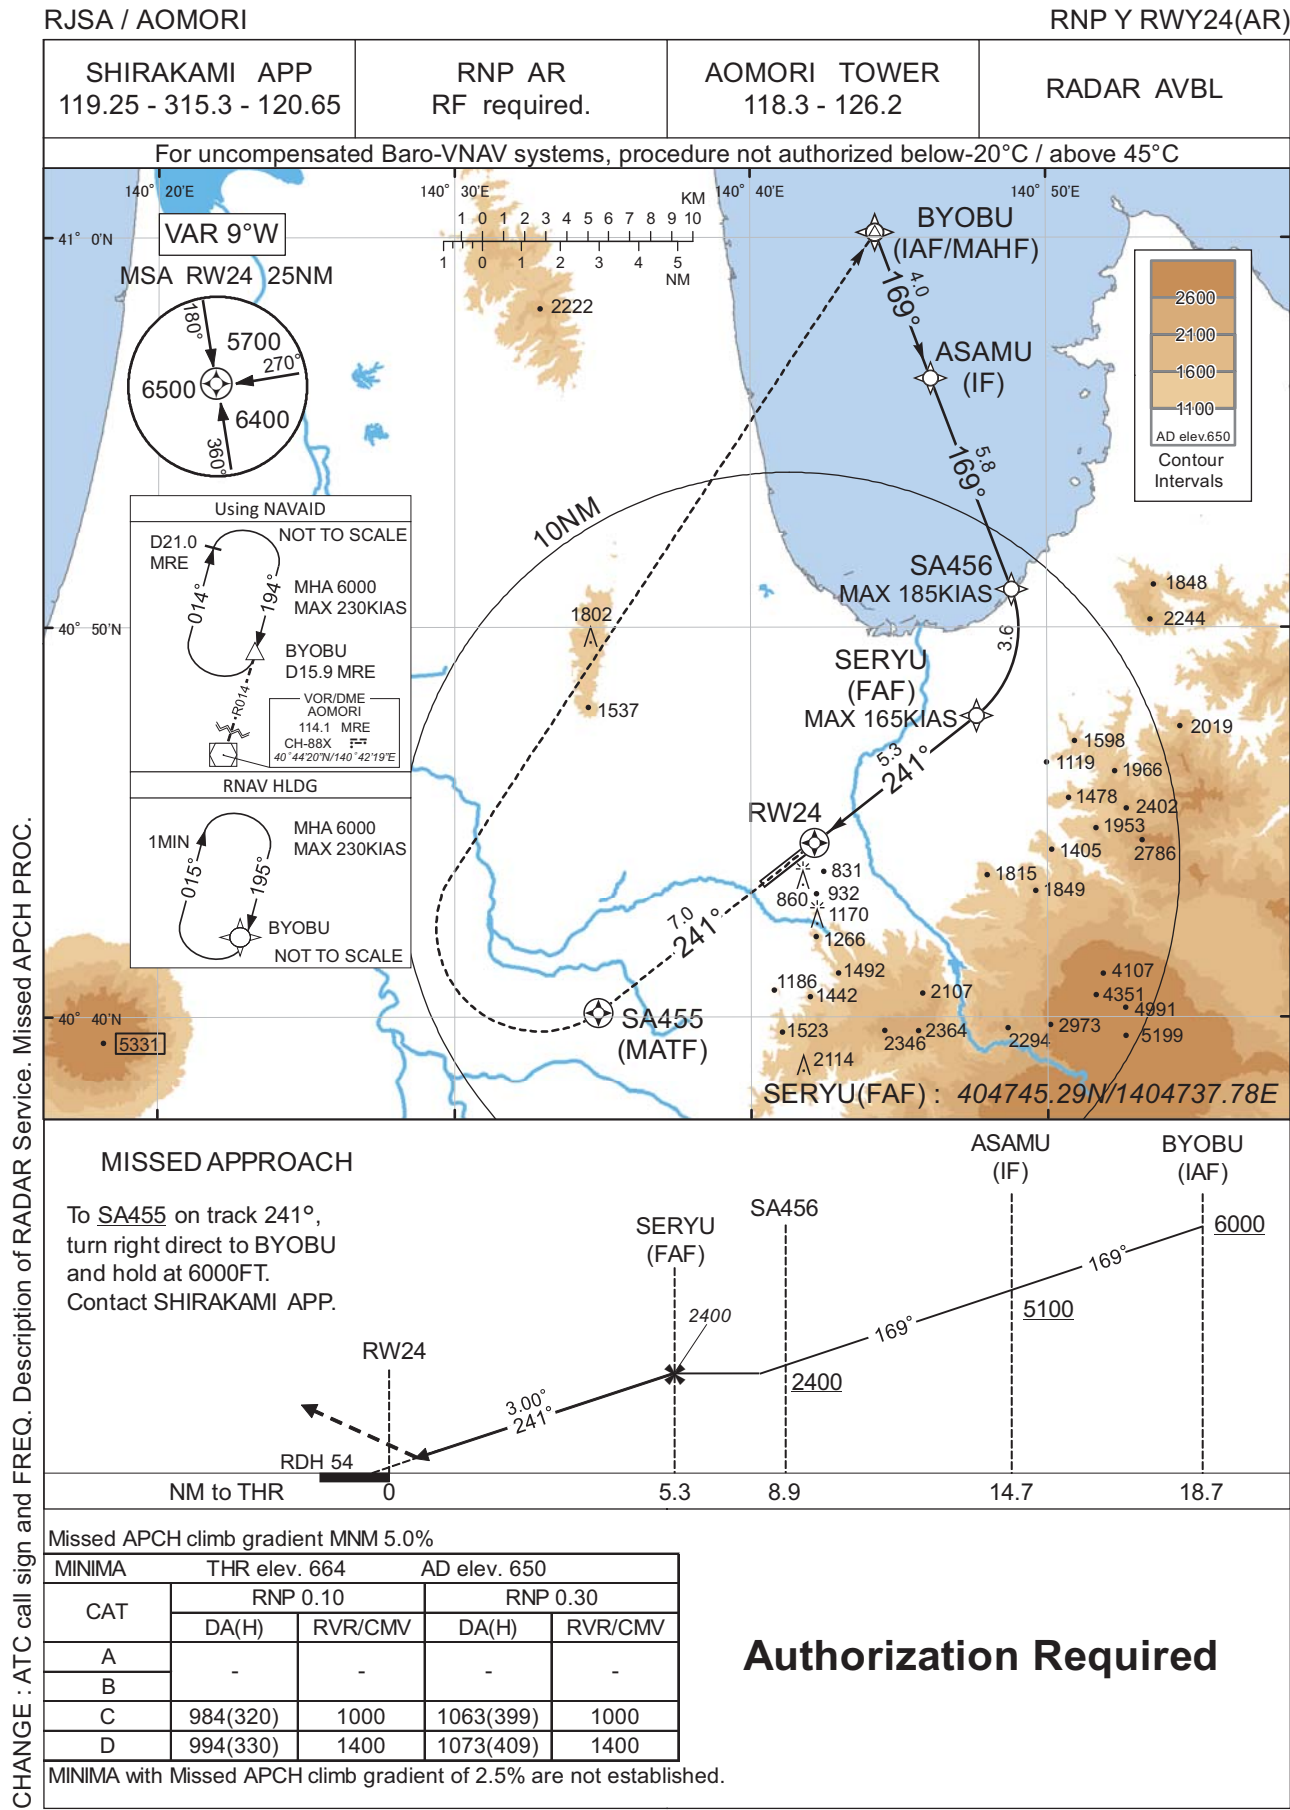 RJSA / AOMORI
RNP Y RWY24(AR)
SHIRAKAMI APP
119.25 - 315.3 - 120.65
RNP AR
RF required.
AOMORI TOWER
118.3 - 126.2
RADAR AVBL
For uncompensated Baro-VNAV systems, procedure not authorized below-20°C / above 45°C
140° 20'E
140° 30'E
140° 40'E
140° 50'E
41° 0'N
40° 50'N
40° 40'N
VAR 9°W
MSA RW24 25NM
180°
5700
270°
6500
6400
360°
KM
1 0 1 2 3 4 5 6 7 8 9 10
1 0 1 2 3 4 5
NM
2222
BYOBU
(IAF/MAHF)
4.0
169°
ASAMU
(IF)
5.8
169°
2600
2100
1600
1100
AD elev.650
Contour
Intervals
Using NAVAID
NOT TO SCALE
D21.0
MRE
014°
194°
MHA 6000
MAX 230KIAS
BYOBU
D15.9 MRE
R014
VOR/DME
AOMORI
114.1 MRE
CH-88X
40°44'20"N/140°42'19"E
RNAV HLDG
1MIN
015°
195°
MHA 6000
MAX 230KIAS
BYOBU
NOT TO SCALE
10NM
SA456
MAX 185KIAS
3.6
SERYU
(FAF)
MAX 165KIAS
5.3
241°
RW24
7.0
241°
SA455
(MATF)
1802
1537
1848
2244
2019
1598
1119
1966
1478
2402
1953
2786
1405
1815
1849
831
860
932
1170
1266
1492
1186
1442
2107
1523
2346
2364
2114
2294
2973
4107
4351
4991
5199
5331
SERYU(FAF) : 404745.29N/1404737.78E
MISSED APPROACH
To SA455 on track 241°,
turn right direct to BYOBU
and hold at 6000FT.
Contact SHIRAKAMI APP.
RW24
SERYU
(FAF)
SA456
ASAMU
(IF)
BYOBU
(IAF)
6000
169°
5100
169°
2400
2400
3.00°
241°
RDH 54
NM to THR
0
5.3
8.9
14.7
18.7
Missed APCH climb gradient MNM 5.0%
MINIMA THR elev. 664 AD elev. 650
CAT RNP 0.10 RNP 0.30
DA(H) RVR/CMV DA(H) RVR/CMV
A
B
- - - -
C 984(320) 1000 1063(399) 1000
D 994(330) 1400 1073(409) 1400
MINIMA with Missed APCH climb gradient of 2.5% are not established.
Authorization Required
CHANGE : ATC call sign and FREQ. Description of RADAR Service. Missed APCH PROC.